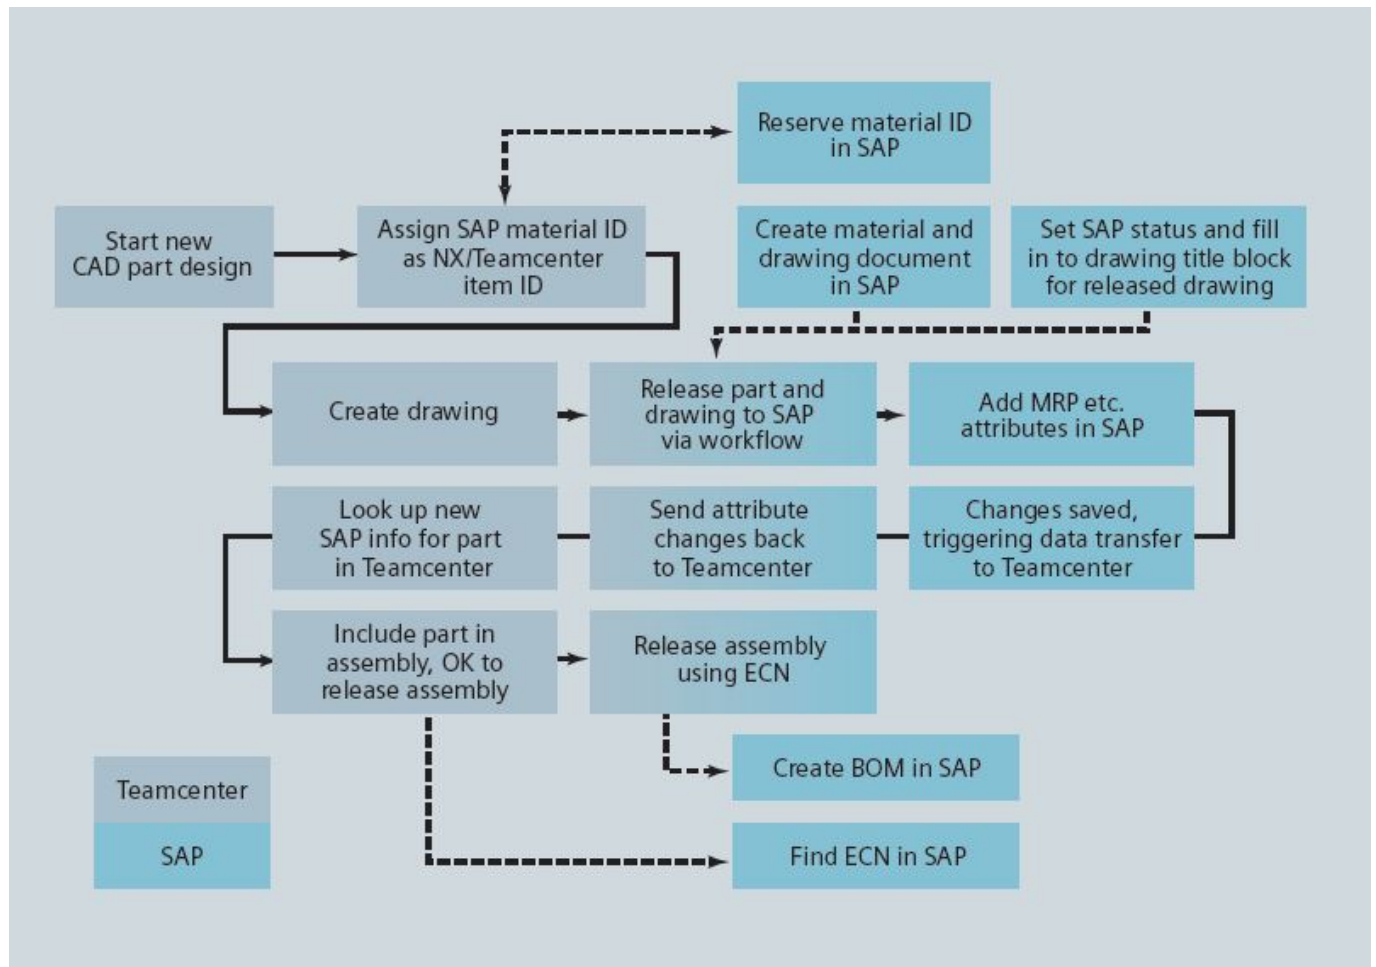 Reserve material ID
in SAP
Start new
CAD part design
Assign SAP material ID
as NX/Teamcenter
item ID
Create material and
drawing document
in SAP
Set SAP status and fill
in to drawing title block
for released drawing
Create drawing
Release part and
drawing to SAP
via workflow
Add MRP etc.
attributes in SAP
Look up new
SAP info for part
in Teamcenter
Send attribute
changes back
to Teamcenter
Changes saved,
triggering data transfer
to Teamcenter
Include part in
assembly, OK to
release assembly
Release assembly
using ECN
Create BOM in SAP
Teamcenter
SAP
Find ECN in SAP